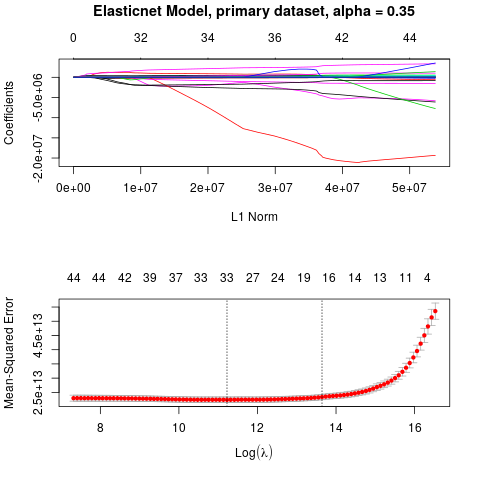 Elasticnet Model, primary dataset, alpha = 0.35
0 32 34 36 42 44
Coefficients
-5.0e+06
-2.0e+07
0e+00 1e+07 2e+07 3e+07 4e+07 5e+07
L1 Norm
44 44 42 39 37 33 33 27 24 19 16 14 13 11 4
Mean-Squared Error
4.5e+13
2.5e+13
8 10 12 14 16
Log(λ)